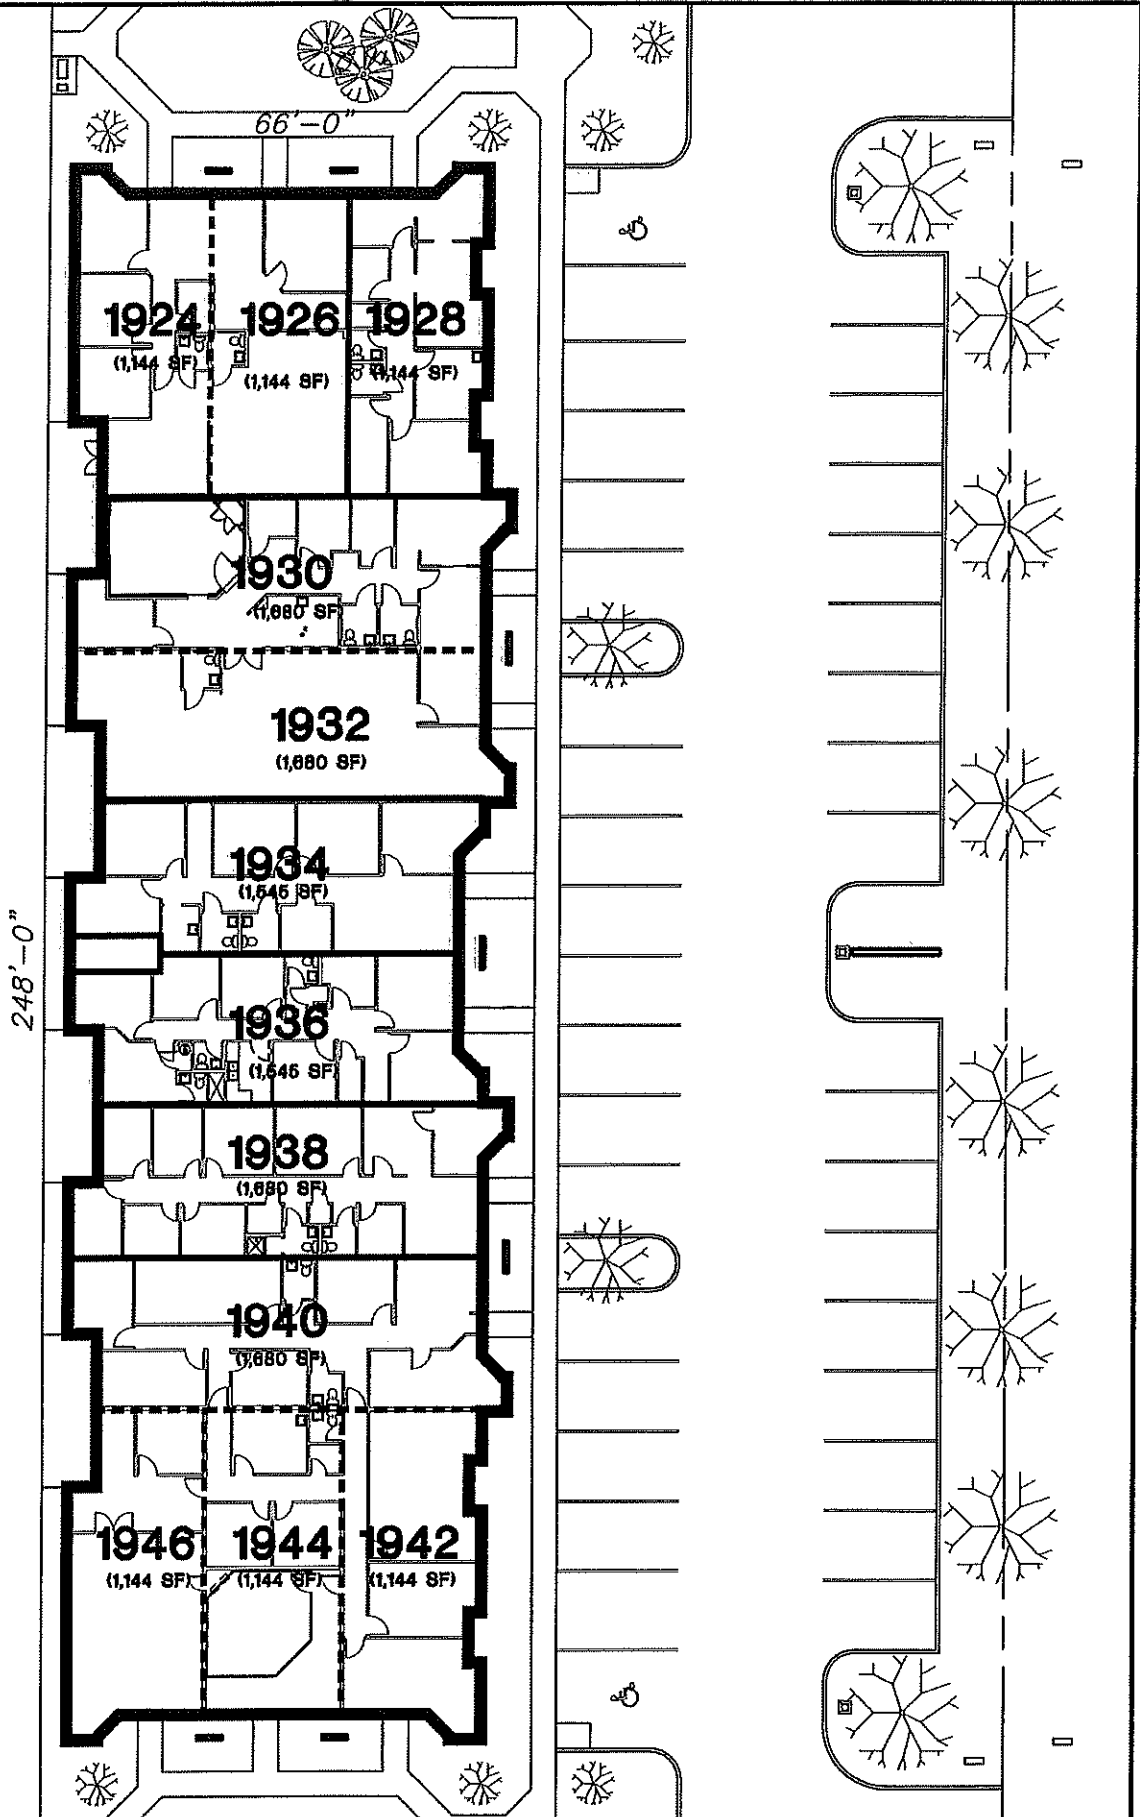 66'-0"
1924 1926 1928
(1,144 SF) (1,144 SF) (1,144 SF)
1930
(1,680 SF)
1932
(1,680 SF)
1934
(1,545 SF)
248'-0"
1936
(1,545 SF)
1938
(1,680 SF)
1940
(1,680 SF)
1946 1944 1942
(1,144 SF) (1,144 SF) (1,144 SF)